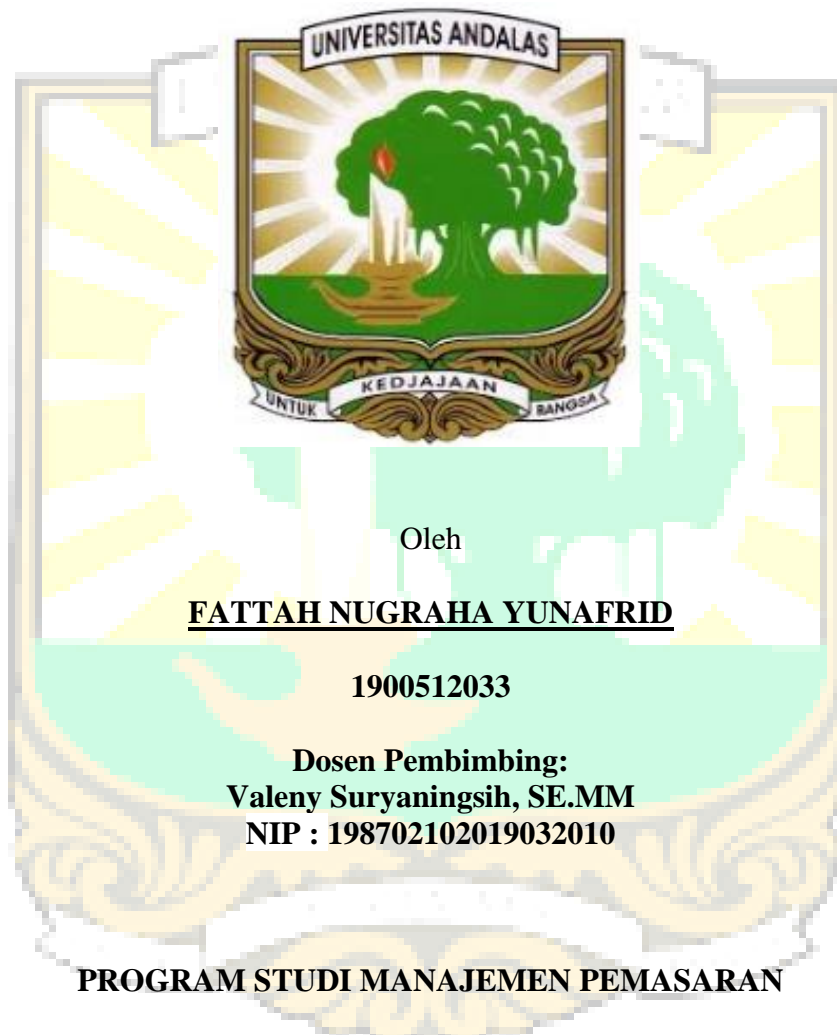 UNIVERSITAS ANDALAS
UNTUK KEDJAJAAN BANGSA
Oleh
FATTAH NUGRAHA YUNAFRID
1900512033
Dosen Pembimbing:
Valeny Suryaningsih, SE.MM
NIP : 198702102019032010
PROGRAM STUDI MANAJEMEN PEMASARAN